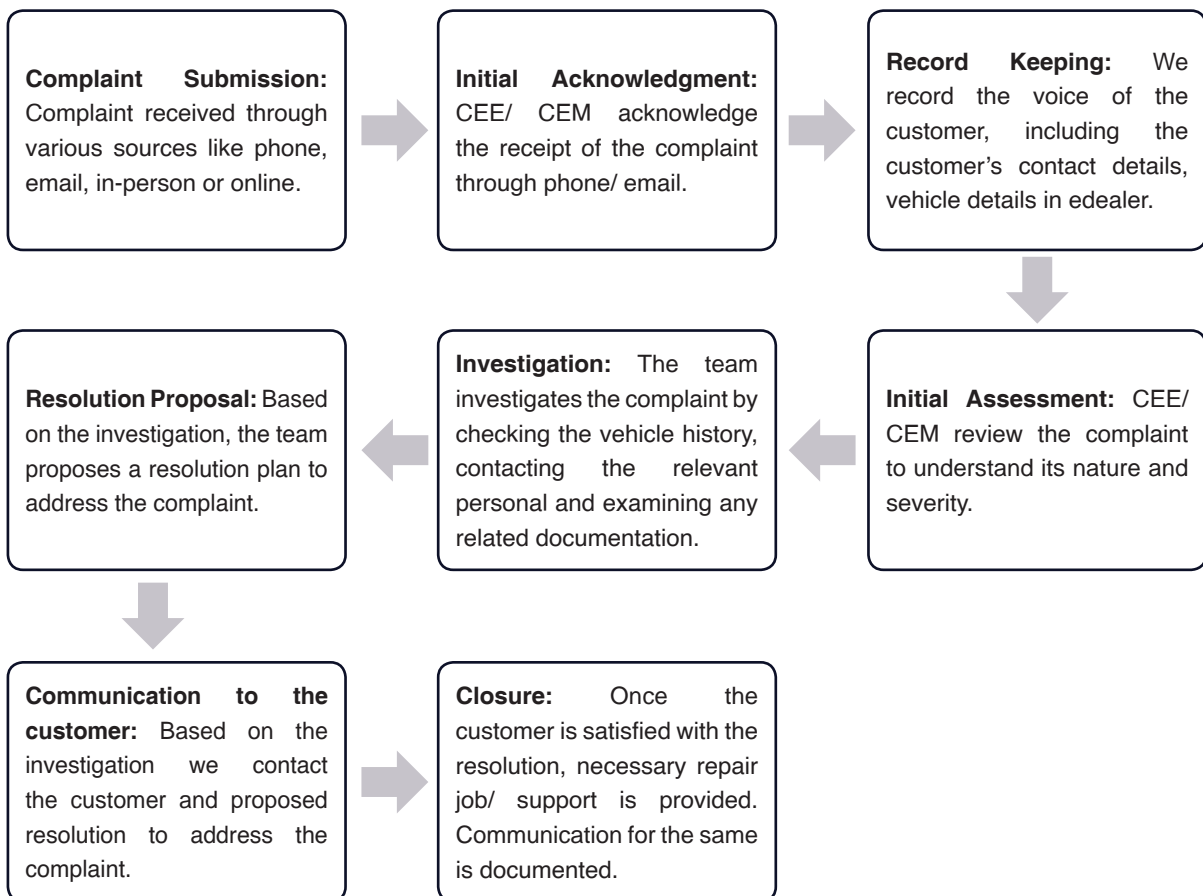 Complaint Submission:
Complaint received through
various sources like phone,
email, in-person or online.
Initial Acknowledgment:
CEE/ CEM acknowledge
the receipt of the complaint
through phone/ email.
Record Keeping: We
record the voice of the
customer, including the
customer’s contact details,
vehicle details in edealer.
Initial Assessment: CEE/
CEM review the complaint
to understand its nature and
severity.
Investigation: The team
investigates the complaint by
checking the vehicle history,
contacting the relevant
personal and examining any
related documentation.
Resolution Proposal: Based
on the investigation, the team
proposes a resolution plan to
address the complaint.
Communication to the
customer: Based on the
investigation we contact
the customer and proposed
resolution to address the
complaint.
Closure: Once the
customer is satisfied with the
resolution, necessary repair
job/ support is provided.
Communication for the same
is documented.